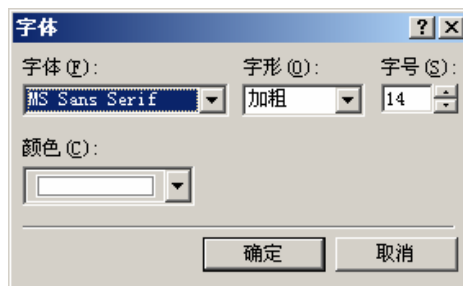 字体
字体(F): 字形(O): 字号(S):
MS Sans Serif 加粗 14
颜色(C):
确定 取消